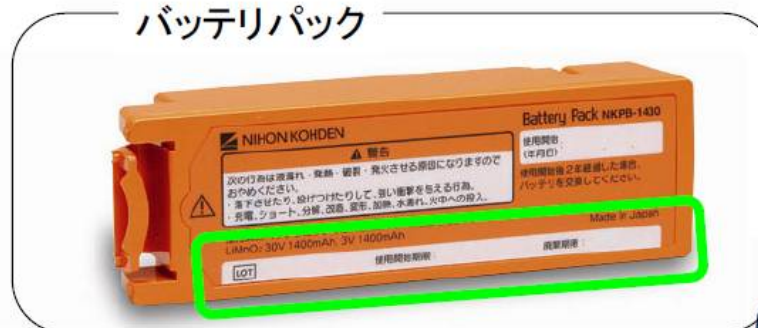 バッテリパック
NIHON KOHDEN
Battery Pack NKPB-1430
警告
次の行為は液漏れ・発熱・破裂・発火させる原因になりますので
おやめください。
・落下させたり、投げつけたりして、強い衝撃を与える行為。
・充電、ショート、分解、改造、変形、加熱、水濡れ、火中への投入。
使用開始:
(年月日)
使用開始後2年経過した場合、
バッテリを交換してください。
LiMnO₂ 30V 1400mAh, 3V 1400mAh
Made in Japan
LOT
使用開始期限:
廃棄期限: